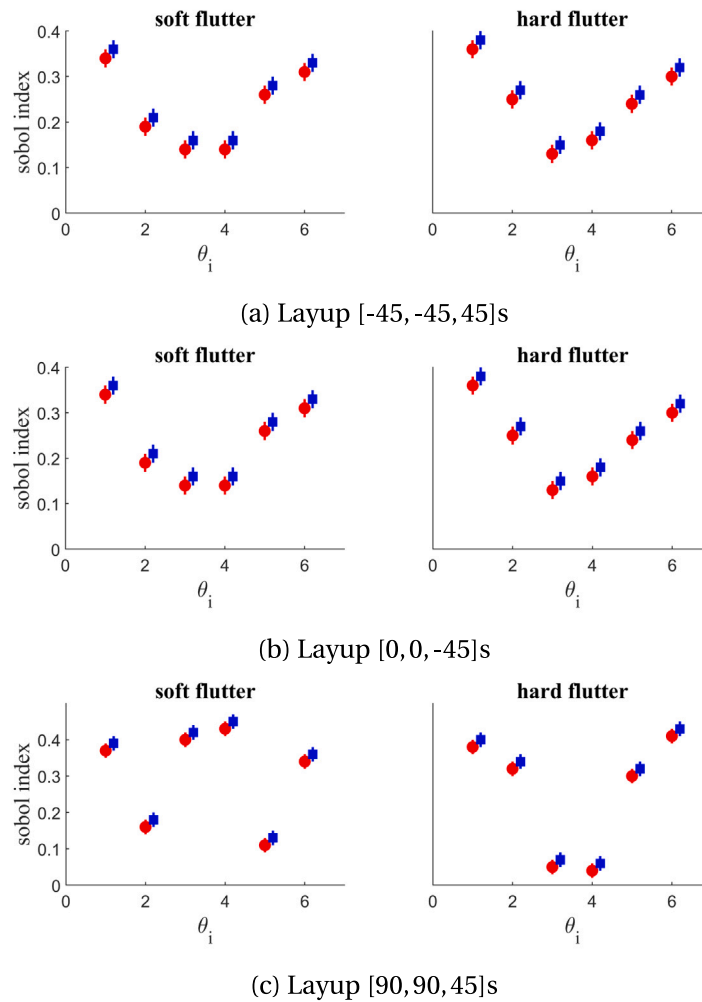 soft flutter hard flutter
0.4
0.3
0.2
0.1
0
sobol index
0 2 4 6 0 2 4 6
θi θi
(a) Layup [-45, -45, 45]s
soft flutter hard flutter
0.4
0.3
0.2
0.1
0
sobol index
0 2 4 6 0 2 4 6
θi θi
(b) Layup [0, 0, -45]s
soft flutter hard flutter
0.4
0.3
0.2
0.1
0
sobol index
0 2 4 6 0 2 4 6
θi θi
(c) Layup [90, 90, 45]s